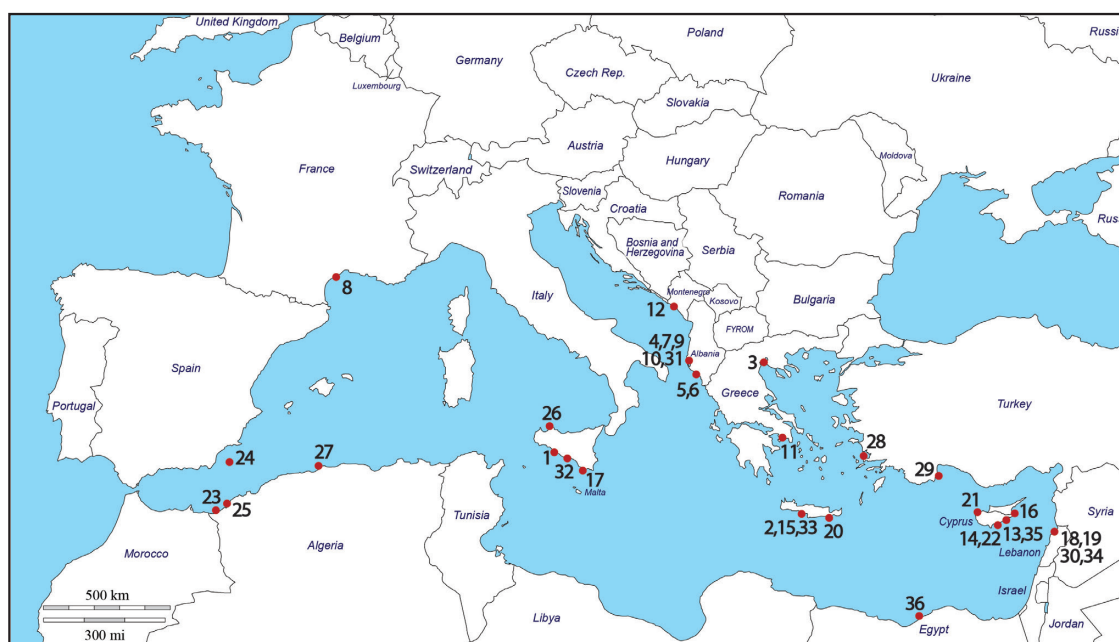 United Kingdom
Belgium
Germany
Poland
Russi
Czech Rep.
Ukraine
Luxembourg
Slovakia
France
Switzerland
Austria
Hungary
Moldova
Slovenia
Romania
Croatia
Russ
Bosnia and
Herzegovina
Serbia
8
Italy
Montenegro
Kosovo
Bulgaria
12
FYROM
4,7,9
10,31
Albania
3
5,6
Greece
Spain
Turkey
Portugal
26
24
27
1
32
17
Malta
11
28
29
23
25
Tunisia
2,15,33
20
21
16
Cyprus
14,22
13,35
Syria
18,19
30,34
Lebanon
Morocco
Algeria
Israel
500 km
300 mi
Libya
36
Egypt
Jordan